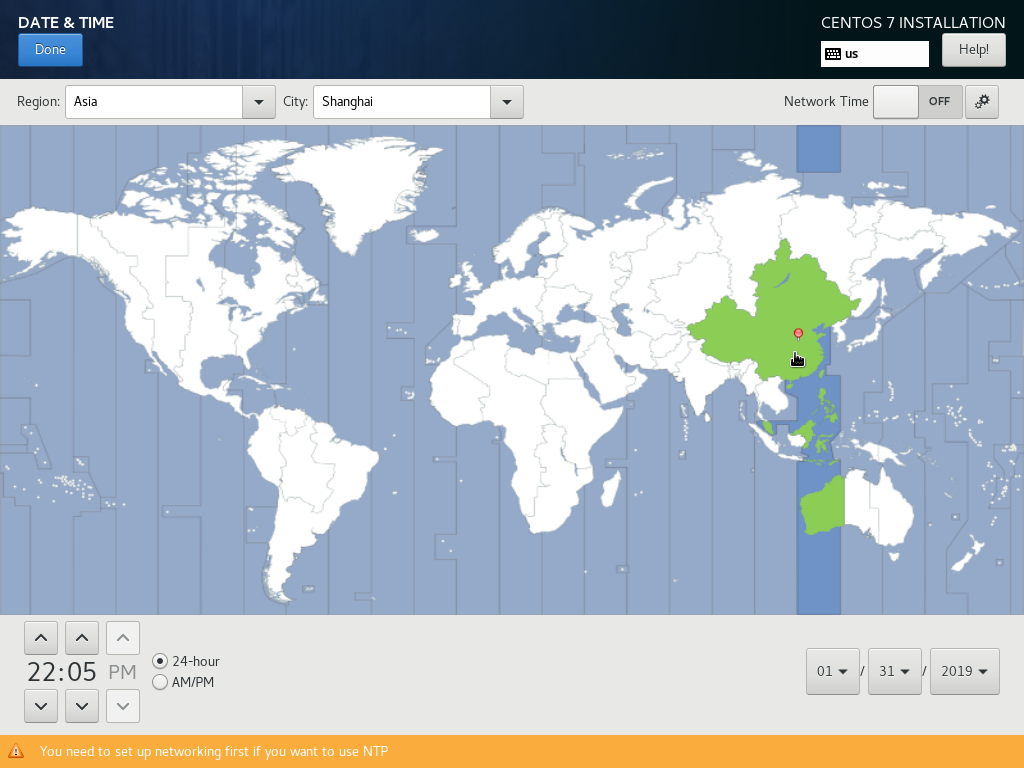 DATE & TIME
CENTOS 7 INSTALLATION
Done
us
Help!
Region: Asia
City: Shanghai
Network Time OFF
22:05 PM
24-hour
AM/PM
01 / 31 / 2019
You need to set up networking first if you want to use NTP